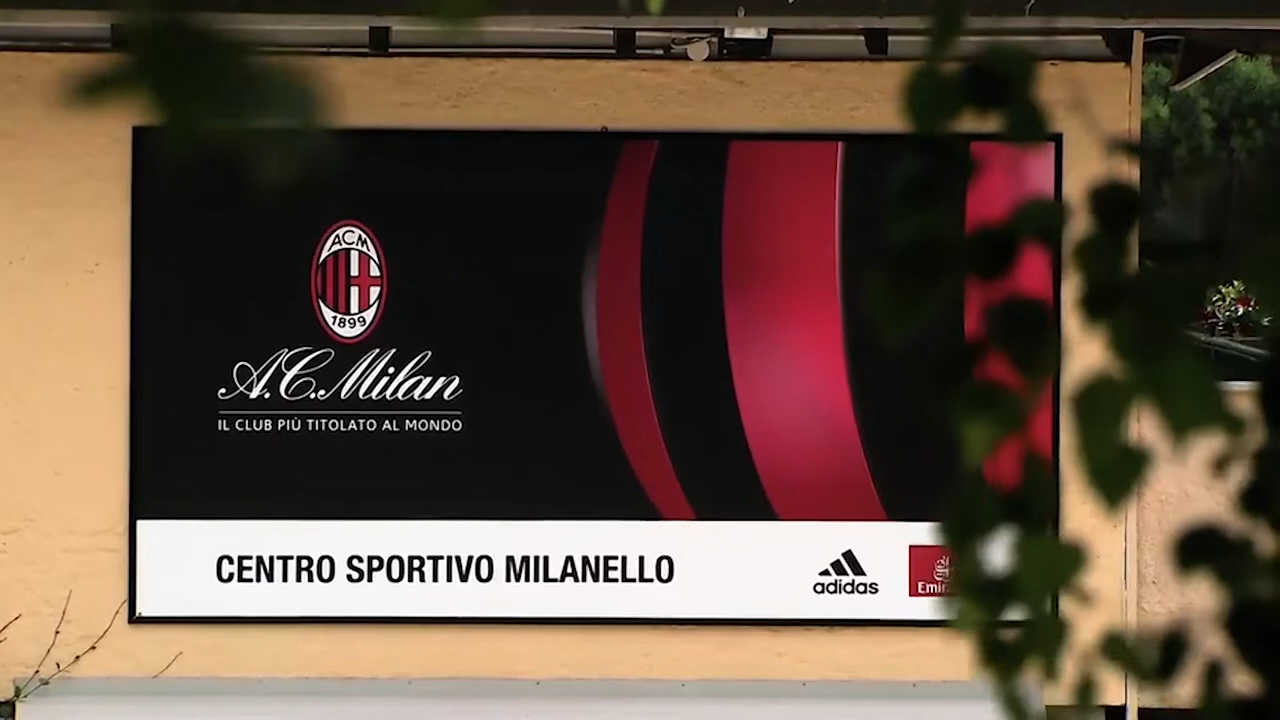 ACM
1899
A.C. Milan
IL CLUB PIÙ TITOLATO AL MONDO
CENTRO SPORTIVO MILANELLO
adidas